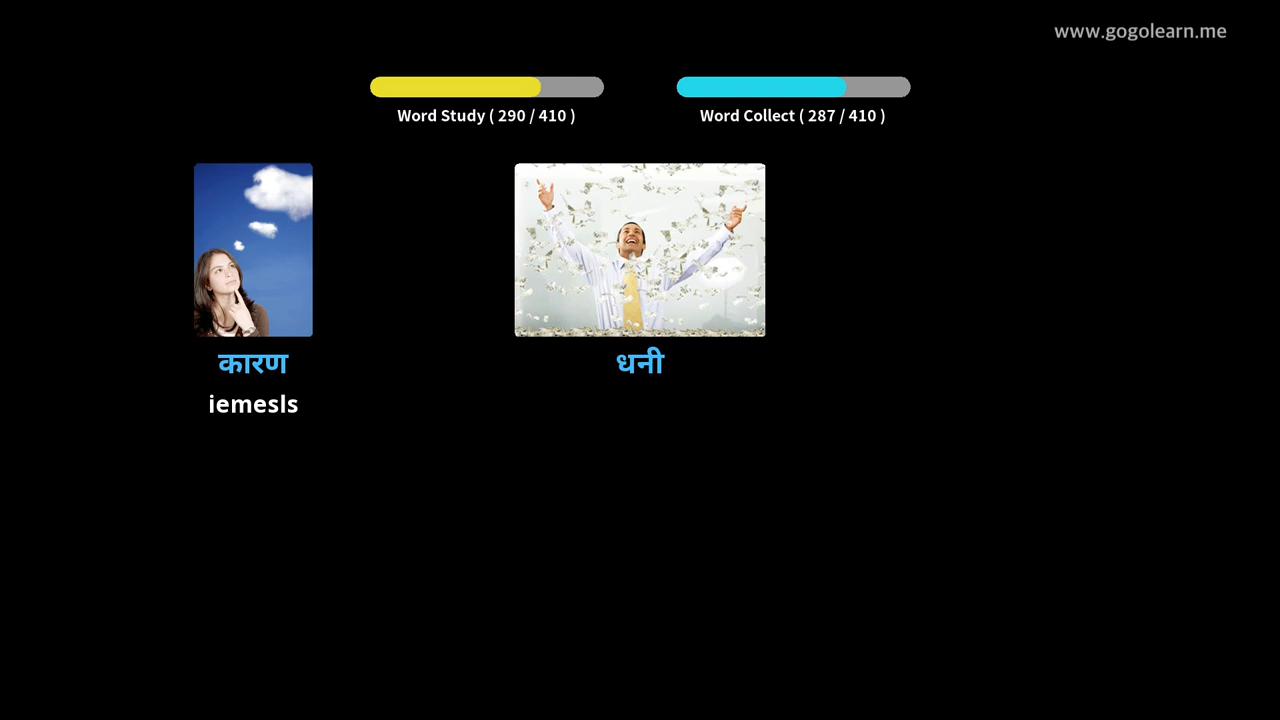 www.gogolearn.me
Word Study ( 290 / 410 )
Word Collect ( 287 / 410 )
कारण
धनी
iemesls